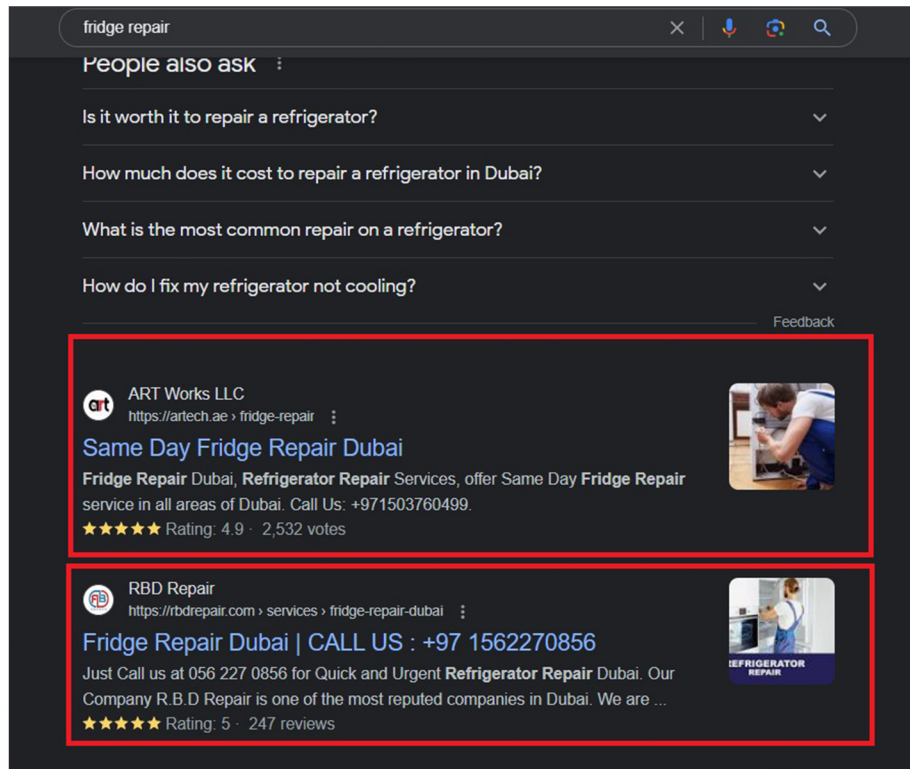 fridge repair
People also ask
Is it worth it to repair a refrigerator?
How much does it cost to repair a refrigerator in Dubai?
What is the most common repair on a refrigerator?
How do I fix my refrigerator not cooling?
Feedback
art
ART Works LLC
https://artech.ae › fridge-repair
Same Day Fridge Repair Dubai
Fridge Repair Dubai, Refrigerator Repair Services, offer Same Day Fridge Repair
service in all areas of Dubai. Call Us: +971503760499.
Rating: 4.9 · 2,532 votes
RBD Repair
https://rbdrepair.com › services › fridge-repair-dubai
Fridge Repair Dubai | CALL US : +97 1562270856
Just Call us at 056 227 0856 for Quick and Urgent Refrigerator Repair Dubai. Our
Company R.B.D Repair is one of the most reputed companies in Dubai. We are ...
Rating: 5 · 247 reviews
REFRIGERATOR
REPAIR